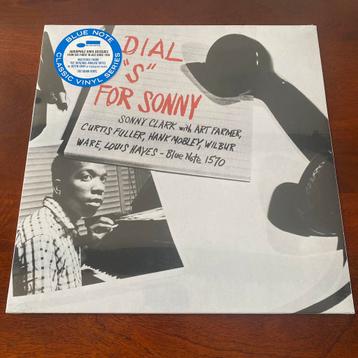 BLUE NOTE
CLASSIC VINYL SERIES
DIAL
"S"
FOR SONNY
SONNY CLARK with ART FARMER,
CURTIS FULLER, HANK MOBLEY, WILBUR
WARE, LOUIS HAYES - Blue Note 1570